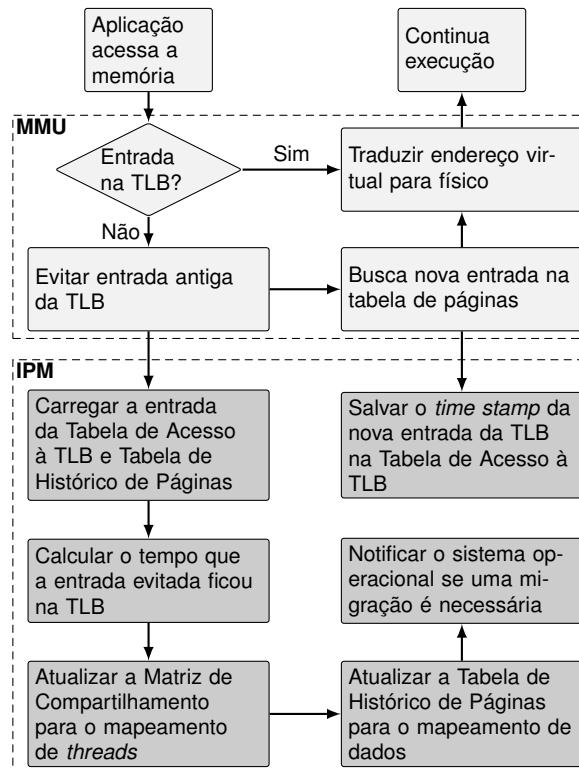 Aplicação
acessa a
memória
Continua
execução
MMU
Entrada
na TLB?
Sim
Traduzir endereço vir-
tual para físico
Não
Evitar entrada antiga
da TLB
Busca nova entrada na
tabela de páginas
IPM
Carregar a entrada
da Tabela de Acesso
à TLB e Tabela de
Histórico de Páginas
Salvar o time stamp da
nova entrada da TLB
na Tabela de Acesso à
TLB
Calcular o tempo que
a entrada evitada ficou
na TLB
Notificar o sistema op-
eracional se uma mi-
gração é necessária
Atualizar a Matriz de
Compartilhamento
para o mapeamento
de threads
Atualizar a Tabela de
Histórico de Páginas
para o mapeamento de
dados